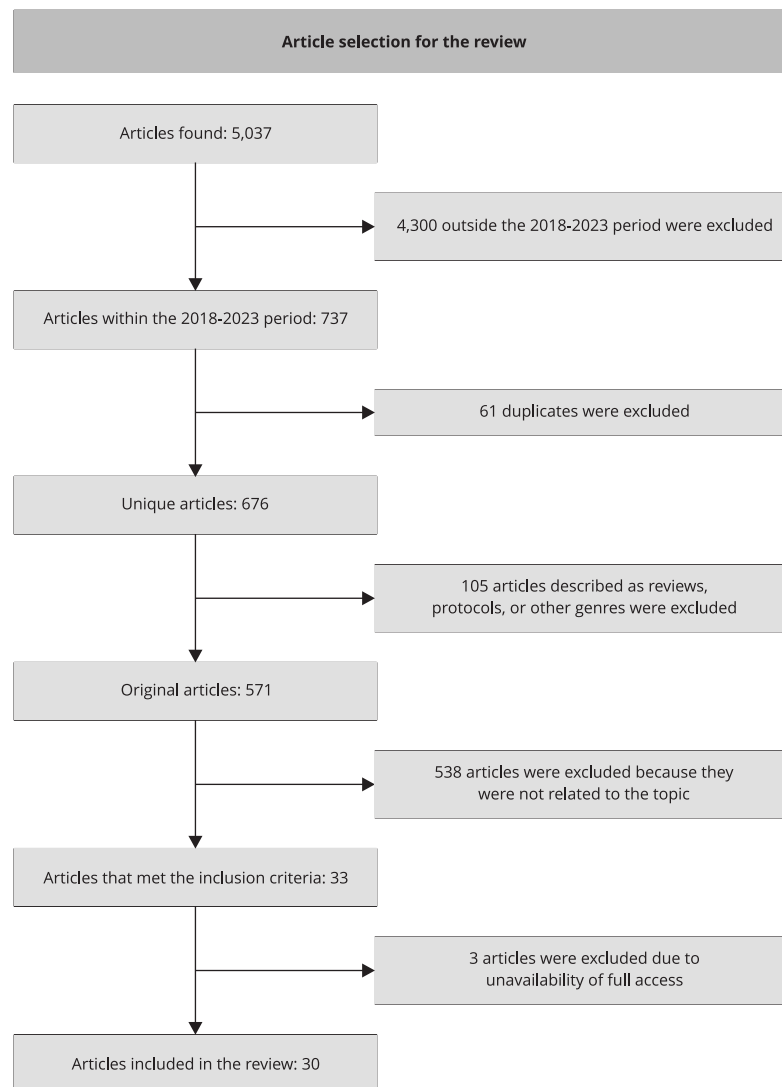 Article selection for the review
Articles found: 5,037
4,300 outside the 2018-2023 period were excluded
Articles within the 2018-2023 period: 737
61 duplicates were excluded
Unique articles: 676
105 articles described as reviews,
protocols, or other genres were excluded
Original articles: 571
538 articles were excluded because they
were not related to the topic
Articles that met the inclusion criteria: 33
3 articles were excluded due to
unavailability of full access
Articles included in the review: 30